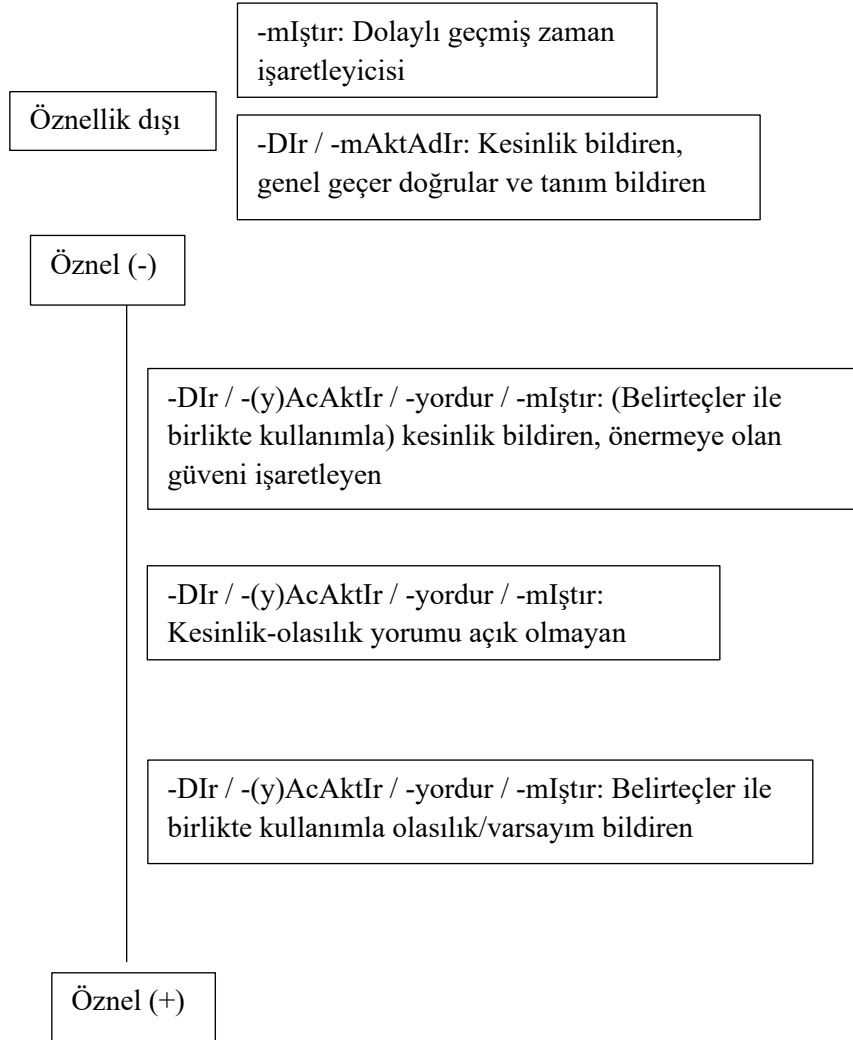 -mIştır: Dolaylı geçmiş zaman
işaretleyicisi
Öznellik dışı
-DIr / -mAktAdIr: Kesinlik bildiren,
genel geçer doğrular ve tanım bildiren
Öznel (-)
-DIr / -(y)AcAktIr / -yordur / -mIştır: (Belirteçler ile
birlikte kullanımla) kesinlik bildiren, önermeye olan
güveni işaretleyen
-DIr / -(y)AcAktIr / -yordur / -mIştır:
Kesinlik-olasılık yorumu açık olmayan
-DIr / -(y)AcAktIr / -yordur / -mIştır: Belirteçler ile
birlikte kullanımla olasılık/varsayım bildiren
Öznel (+)